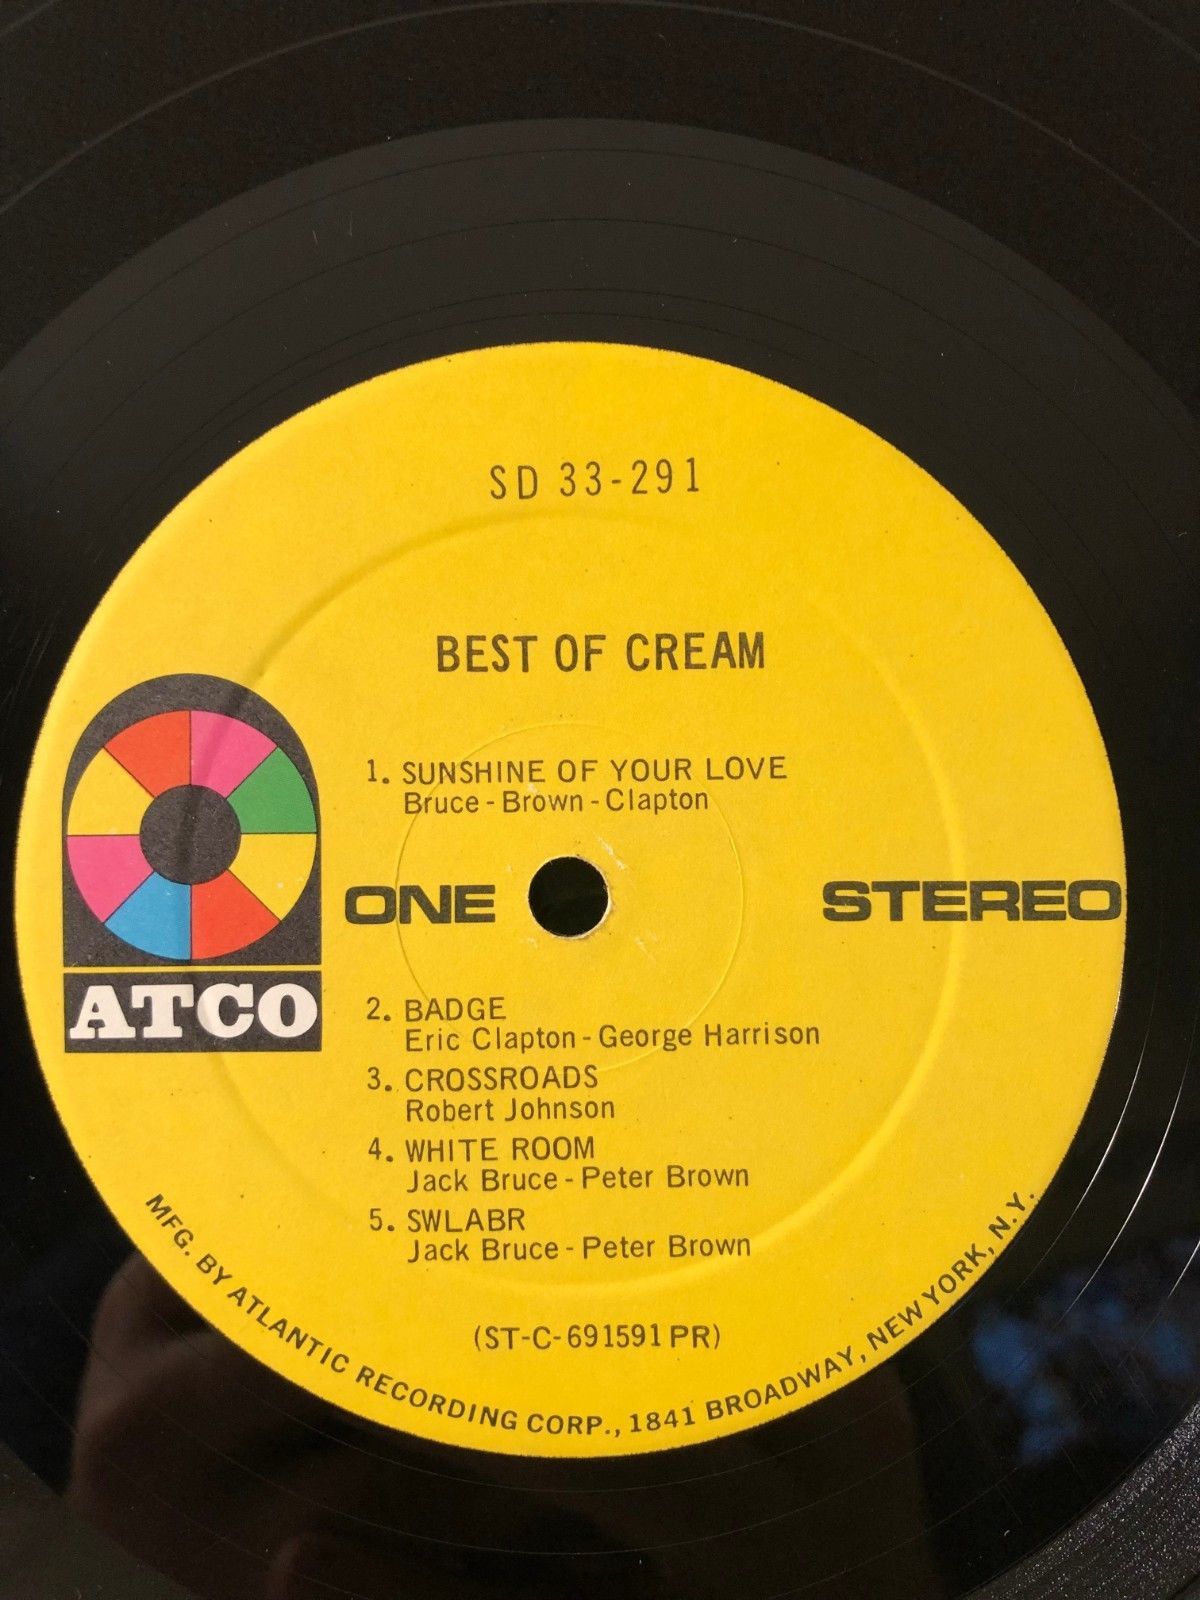 SD 33-291
BEST OF CREAM
1. SUNSHINE OF YOUR LOVE
Bruce - Brown - Clapton
ONE
STEREO
ATCO
2. BADGE
Eric Clapton - George Harrison
3. CROSSROADS
Robert Johnson
4. WHITE ROOM
Jack Bruce - Peter Brown
5. SWLABR
Jack Bruce - Peter Brown
(ST-C-691591 PR)
MFG. BY ATLANTIC RECORDING CORP., 1841 BROADWAY, NEW YORK, N.Y.